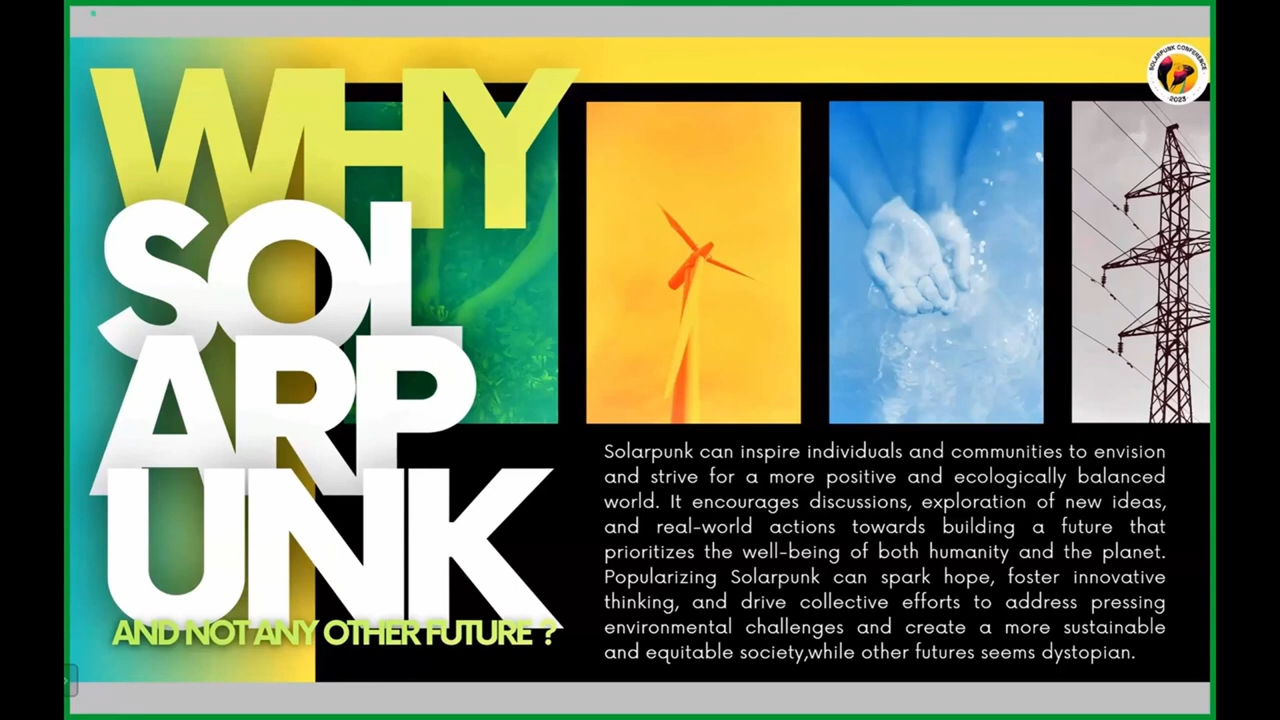 WHY
SOL
ARP
UNK
AND NOT ANY OTHER FUTURE ?
SOLARPUNK CONFERENCE
2023
Solarpunk can inspire individuals and communities to envision
and strive for a more positive and ecologically balanced
world. It encourages discussions, exploration of new ideas,
and real-world actions towards building a future that
prioritizes the well-being of both humanity and the planet.
Popularizing Solarpunk can spark hope, foster innovative
thinking, and drive collective efforts to address pressing
environmental challenges and create a more sustainable
and equitable society,while other futures seems dystopian.